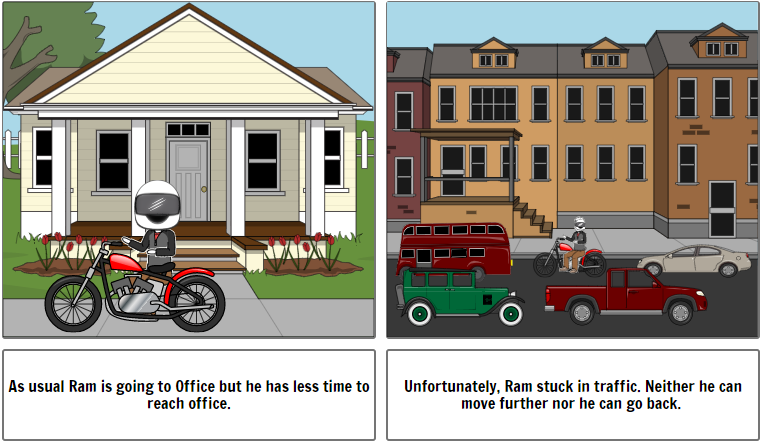 As usual Ram is going to Office but he has less time to
reach office.
Unfortunately, Ram stuck in traffic. Neither he can
move further nor he can go back.